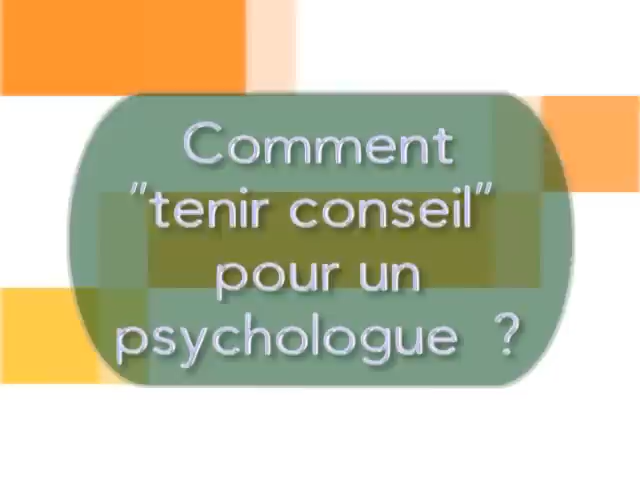 Comment
"tenir conseil"
pour un
psychologue ?